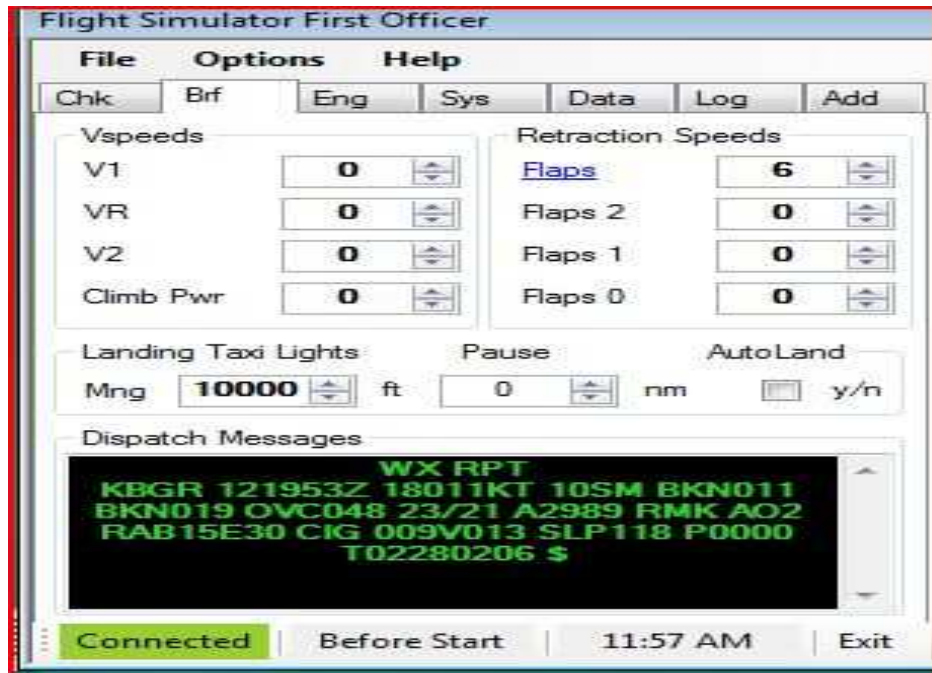 Flight Simulator First Officer
File Options Help
Chk Brf Eng Sys Data Log Add
Vspeeds Retraction Speeds
V1 0 Flaps 6
VR 0 Flaps 2 0
V2 0 Flaps 1 0
Climb Pwr 0 Flaps 0 0
Landing Taxi Lights Pause AutoLand
Mng 10000 ft 0 nm y/n
Dispatch Messages
WX RPT
KBGR 121953Z 18011KT 10SM BKN011
BKN019 OVC048 23/21 A2989 RMK AO2
RAB15E30 CIG 009V013 SLP118 P0000
T02280206 $
Connected Before Start 11:57 AM Exit